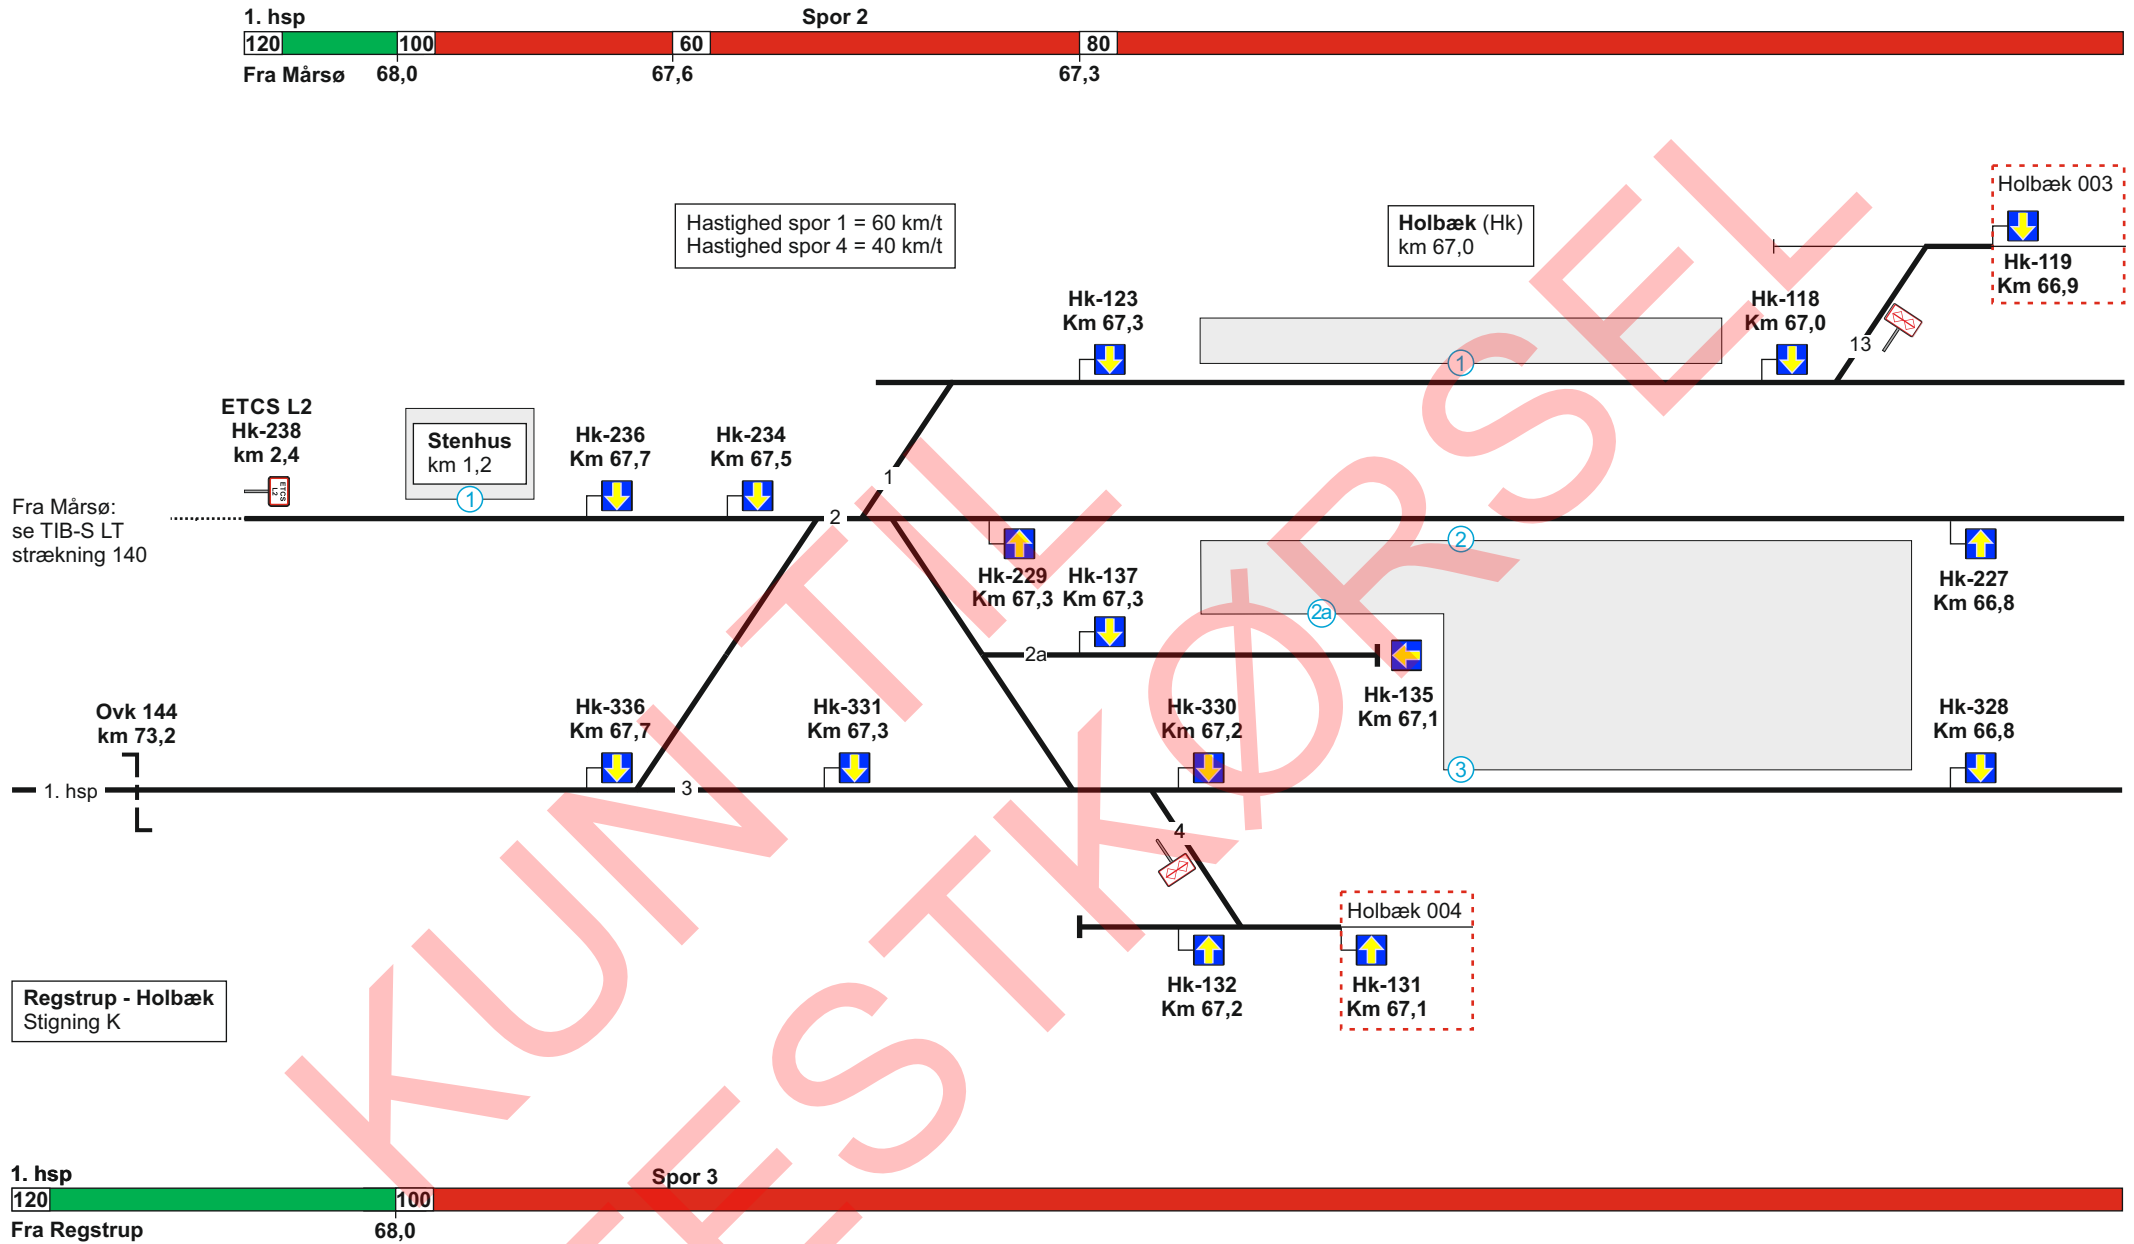 1. hsp
Spor 2
120
100
60
80
Fra Mårsø
68,0
67,6
67,3
Hastighed spor 1 = 60 km/t
Hastighed spor 4 = 40 km/t
Holbæk (Hk)
km 67,0
Holbæk 003
Hk-119
Km 66,9
Hk-123
Km 67,3
Hk-118
Km 67,0
13
1
ETCS L2
Hk-238
km 2,4
ETCS
L2
Stenhus
km 1,2
1
Hk-236
Km 67,7
Hk-234
Km 67,5
1
Fra Mårsø:
se TIB-S LT
strækning 140
2
2
Hk-229
Km 67,3
Hk-137
Km 67,3
2a
Hk-227
Km 66,8
2a
Hk-135
Km 67,1
Ovk 144
km 73,2
Hk-336
Km 67,7
Hk-331
Km 67,3
Hk-330
Km 67,2
Hk-328
Km 66,8
3
1. hsp
3
4
Holbæk 004
Hk-132
Km 67,2
Hk-131
Km 67,1
Regstrup - Holbæk
Stigning K
1. hsp
Spor 3
120
100
Fra Regstrup
68,0
KUN TIL
TESTKØRSEL